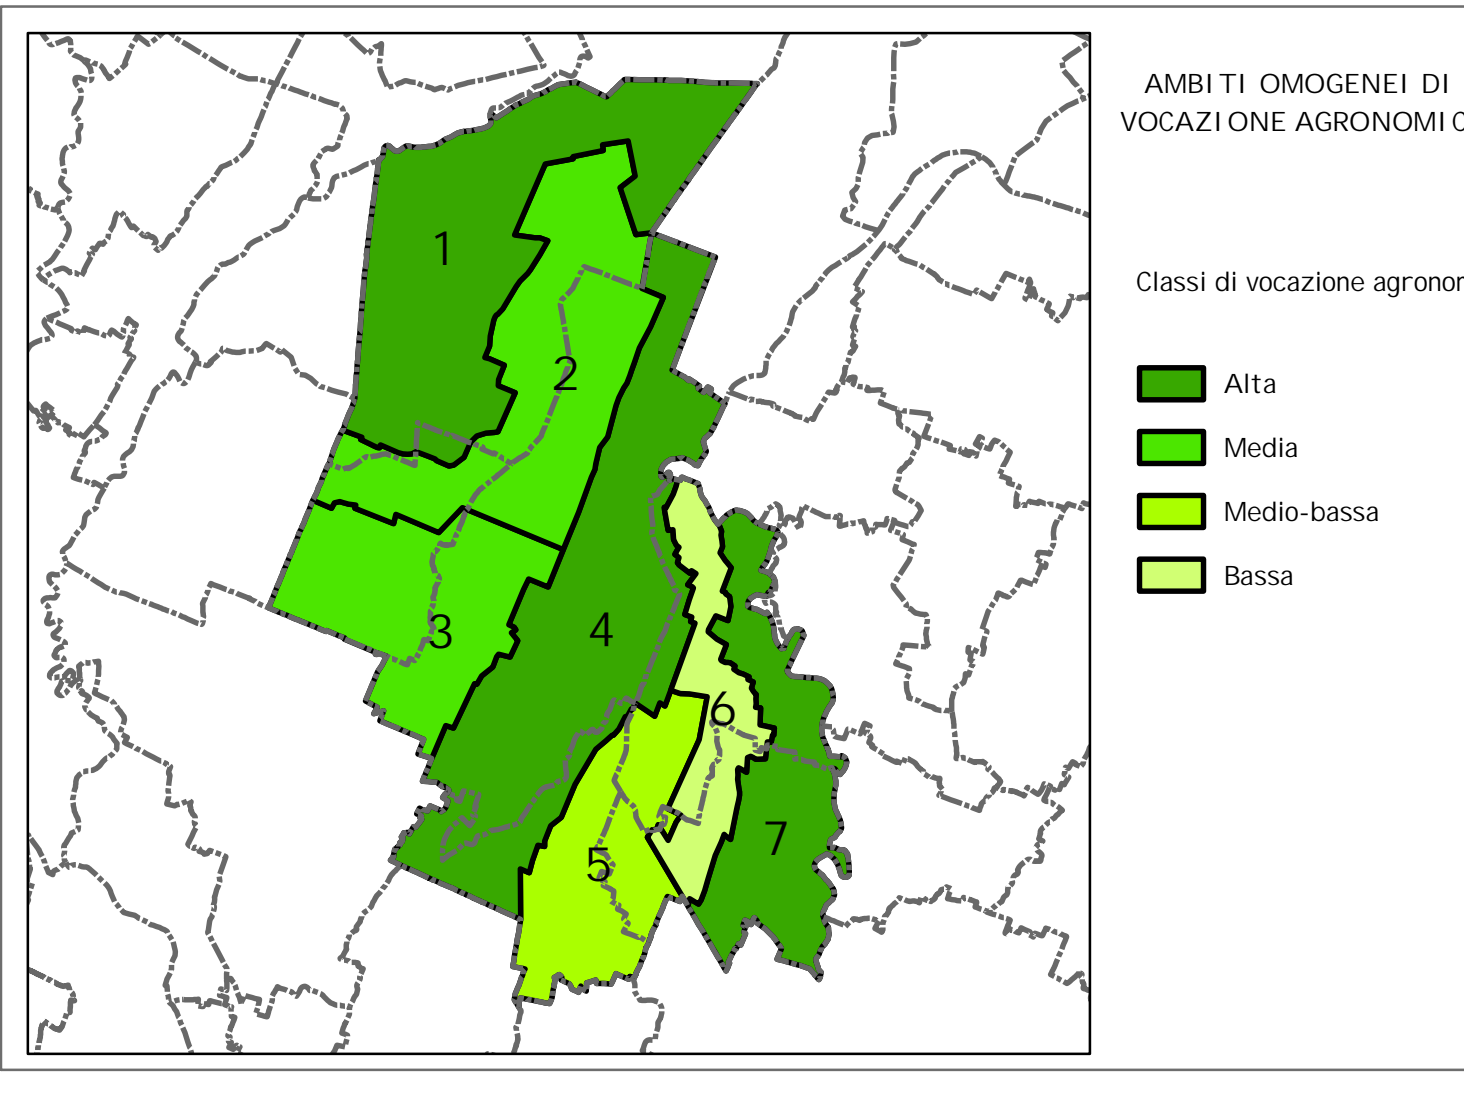 AMBITI OMOGENEI DI
VOCAZIONE AGRONOMIC
Classi di vocazione
Alta
Media
Medio-bassa
Bassa
1
2
3
4
5
6
7